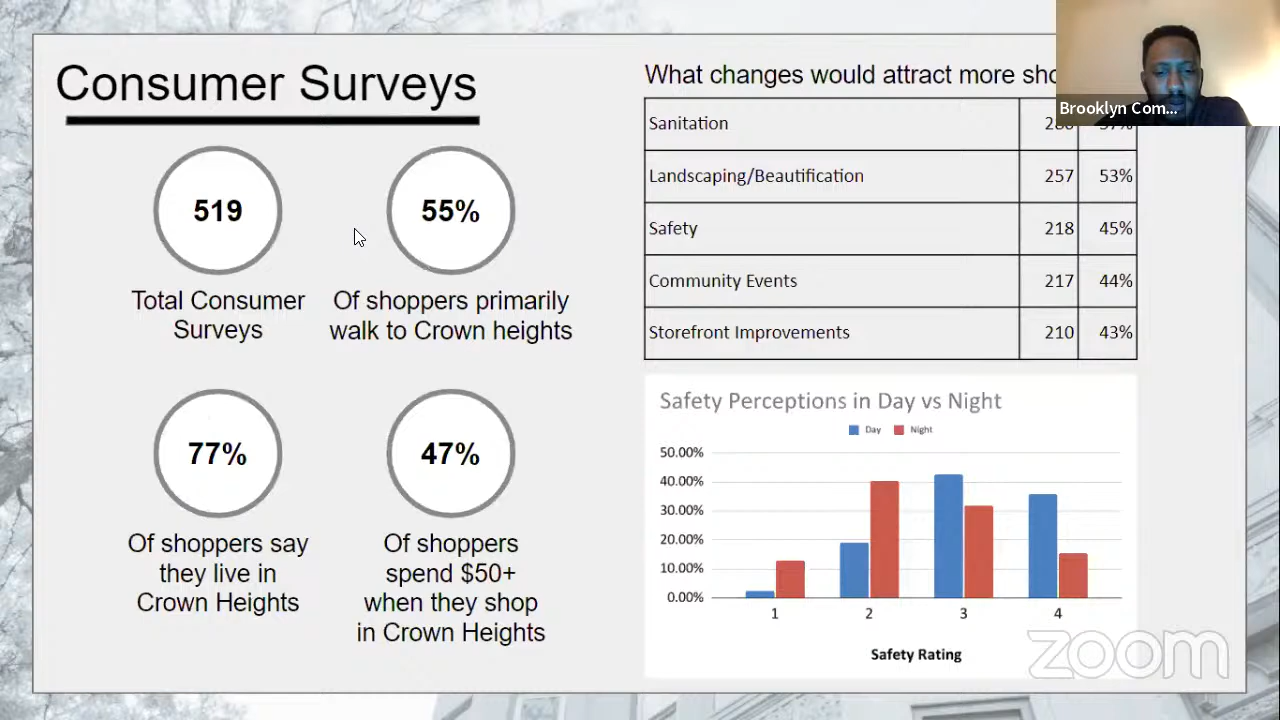 Consumer Surveys
519
Total Consumer
Surveys
55%
Of shoppers primarily
walk to Crown heights
77%
Of shoppers say
they live in
Crown Heights
47%
Of shoppers
spend $50+
when they shop
in Crown Heights
What changes would attract more
Brooklyn Com...
Sanitation
Landscaping/Beautification 257 53%
Safety 218 45%
Community Events 217 44%
Storefront Improvements 210 43%
Safety Perceptions in Day vs Night
Day Night
50.00%
40.00%
30.00%
20.00%
10.00%
0.00%
1 2 3 4
Safety Rating
zoom